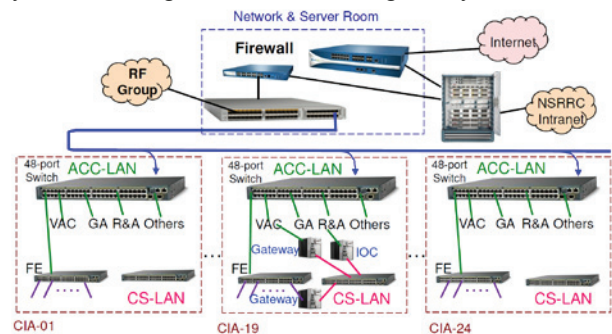 Network & Server Room
Firewall
Internet
RF
Group
NSRRC
Intranet
48-port
Switch
ACC-LAN
VAC GA R&A Others
FE
CS-LAN
CIA-01
48-port
Switch
ACC-LAN
VAC GA R&A Others
Gateway
IOC
FE
Gateway
CS-LAN
CIA-19
48-port
Switch
ACC-LAN
VAC GA R&A Others
FE
CS-LAN
CIA-24